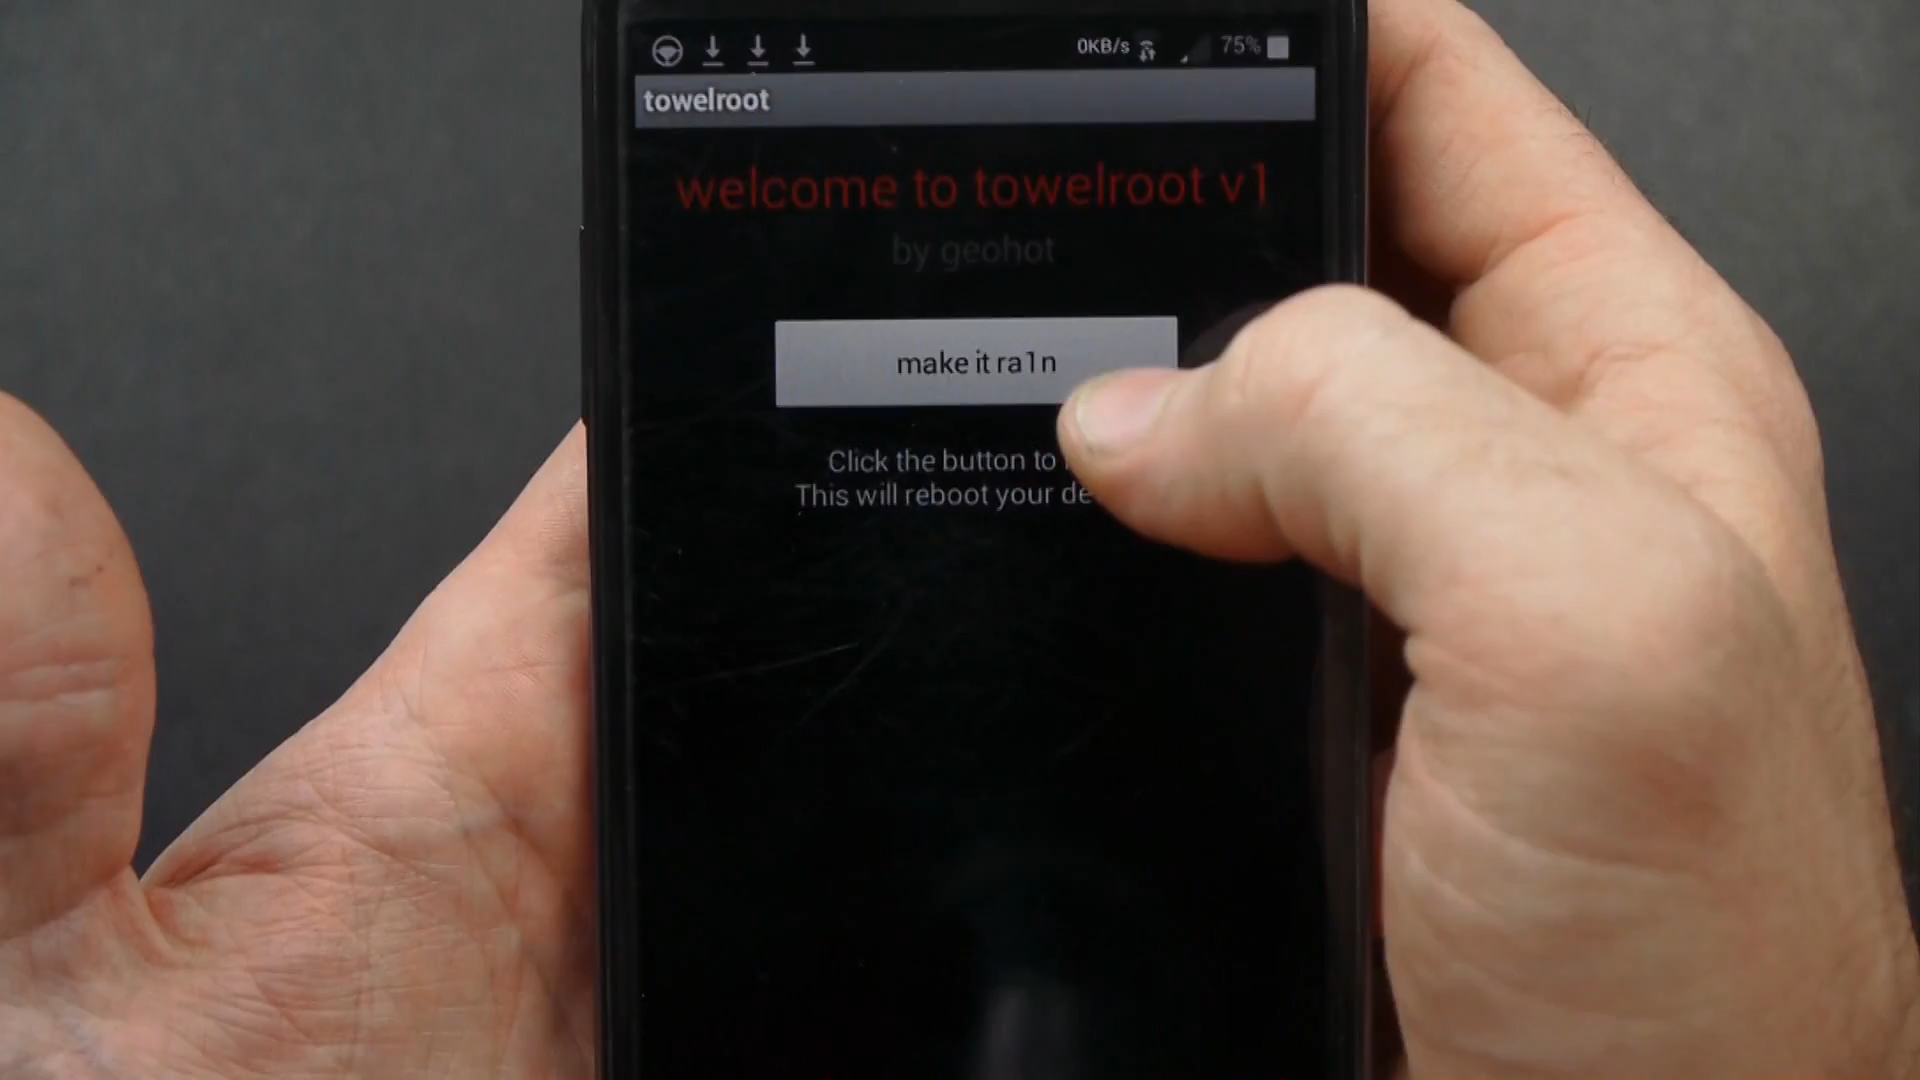 0KB/s 75%
towelroot
welcome to towelroot v1
by geohot
make it ra1n
Click the button to
This will reboot your